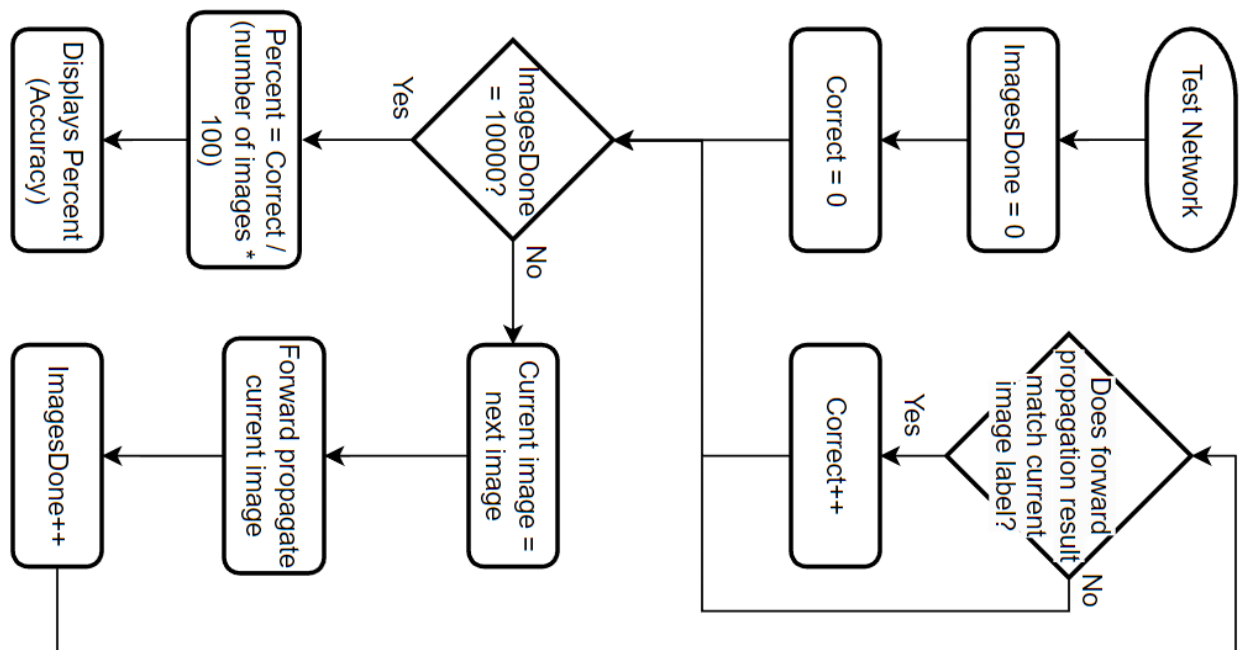 Test Network
ImagesDone = 0
Correct = 0
ImagesDone
= 10000?
Yes
No
Percent = Correct /
(number of images *
100)
Displays Percent
(Accuracy)
Current image =
next image
Forward propagate
current image
ImagesDone++
Does forward
propagation result
match current
image label?
Yes
No
Correct++